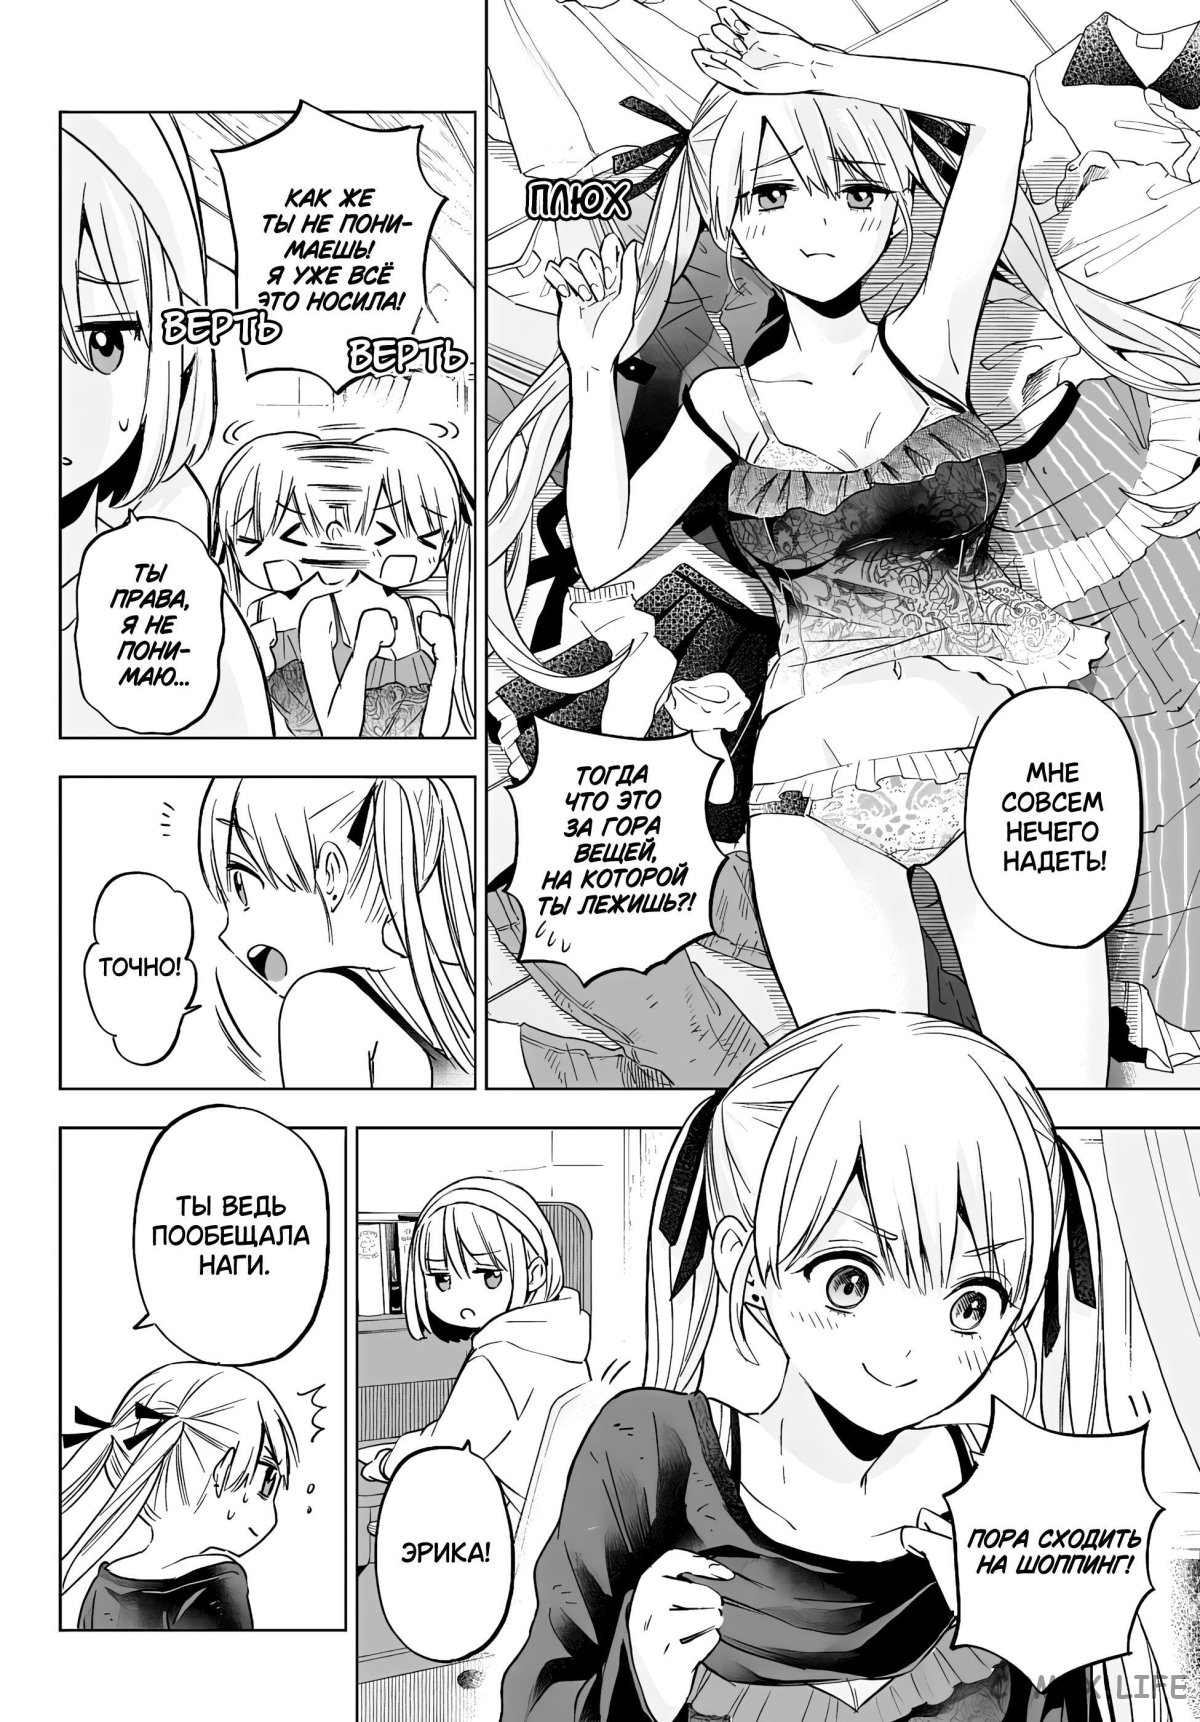 ПЛЮХ
МНЕ
СОВСЕМ
НЕЧЕГО
НАДЕТЬ!
ТОГДА
ЧТО ЭТО
ЗА ГОРА
ВЕЩЕЙ,
НА КОТОРОЙ
ТЫ ЛЕЖИШЬ?!
КАК ЖЕ
ТЫ НЕ ПОНИ-
МАЕШЬ!
Я УЖЕ ВСЁ
ЭТО НОСИЛА!
ВЕРТЬ
ВЕРТЬ
ТЫ
ПРАВА,
Я НЕ
ПОНИ-
МАЮ...
ТОЧНО!
ПОРА СХОДИТЬ
НА ШОППИНГ!
ЭРИКА!
ТЫ ВЕДЬ
ПООБЕЩАЛА
НАГИ.